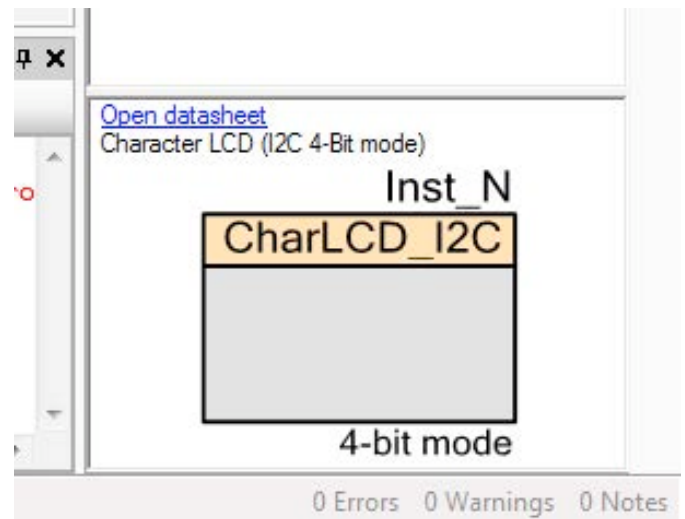 Open datasheet
Character LCD (I2C 4-Bit mode)
Inst_N
CharLCD_I2C
4-bit mode
0 Errors 0 Warnings 0 Notes